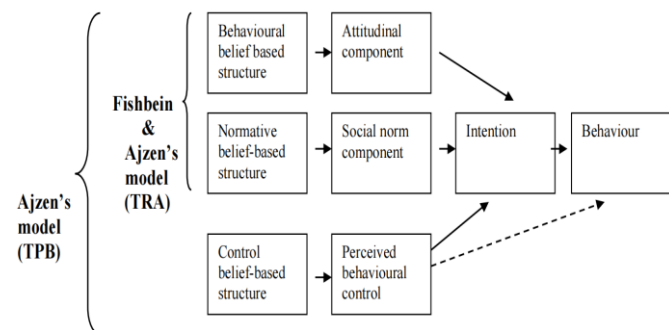 Behavioural
belief based
structure
Attitudinal
component
Fishbein
&
Ajzen's
model
(TRA)
Normative
belief-based
structure
Social norm
component
Intention
Behaviour
Ajzen's
model
(TPB)
Control
belief-based
structure
Perceived
behavioural
control